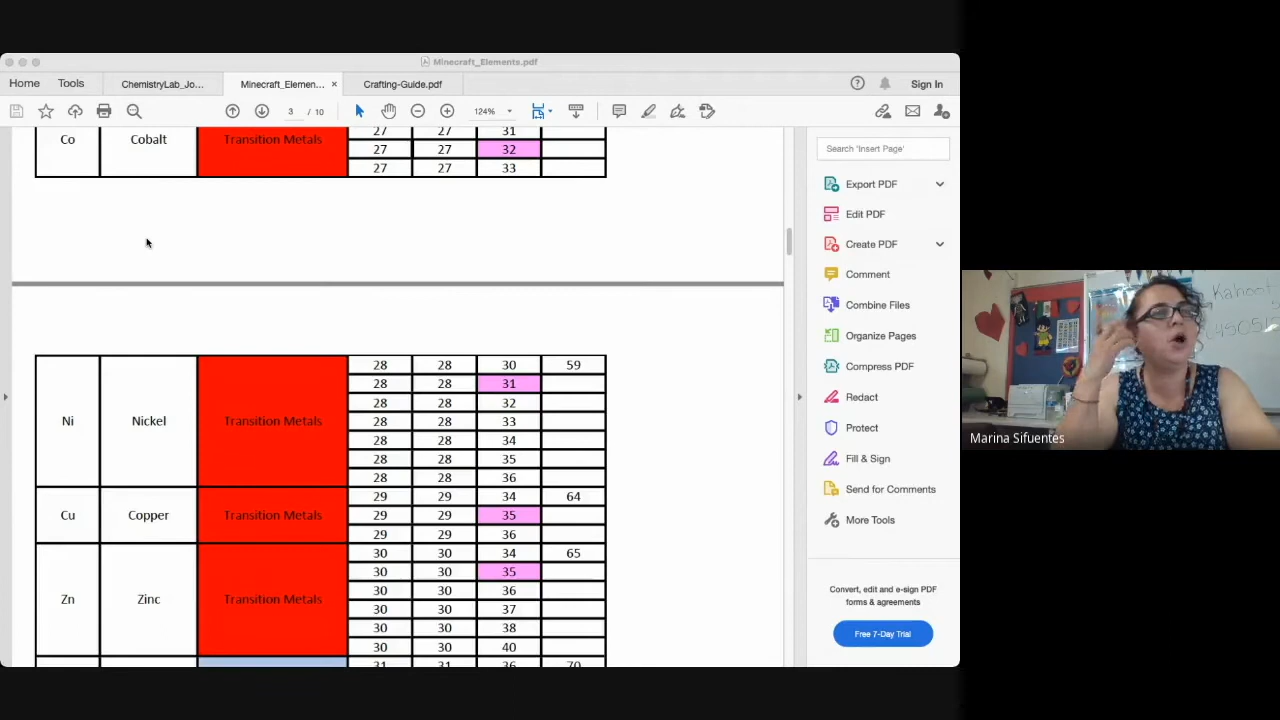 Minecraft_Elements.pdf
Home Tools ChemistryLab_Jo... Minecraft_Elemen... × Crafting-Guide.pdf Sign In
3 / 10 124%
Co Cobalt Transition Metals
27 27 31
27 27 32
27 27 33
Ni Nickel Transition Metals
28 28 30 59
28 28 31
28 28 32
28 28 33
28 28 34
28 28 35
28 28 36
Cu Copper Transition Metals
29 29 34 64
29 29 35
29 29 36
Zn Zinc Transition Metals
30 30 34 65
30 30 35
30 30 36
30 30 37
30 30 38
30 30 40
31 31 36 70
Search 'Insert Page'
Export PDF
Edit PDF
Create PDF
Comment
Combine Files
Organize Pages
Compress PDF
Redact
Protect
Fill & Sign
Send for Comments
More Tools
Convert, edit and e-sign PDF
forms & agreements
Free 7-Day Trial
Kahoot
Marina Sifuentes